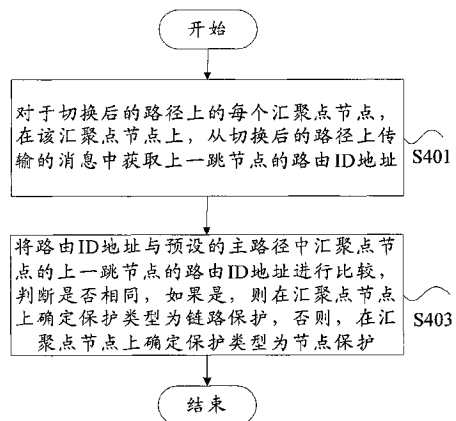 开始
对于切换后的路径上的每个汇聚点节点，
在该汇聚点节点上，从切换后的路径上传
输的消息中获取上一跳节点的路由ID地址
S401
将路由ID地址与预设的主路径中汇聚点节
点的上一跳节点的路由ID地址进行比较，
判断是否相同，如果是，则在汇聚点节点
上确定保护类型为链路保护，否则，在汇
聚点节点上确定保护类型为节点保护
S403
结束